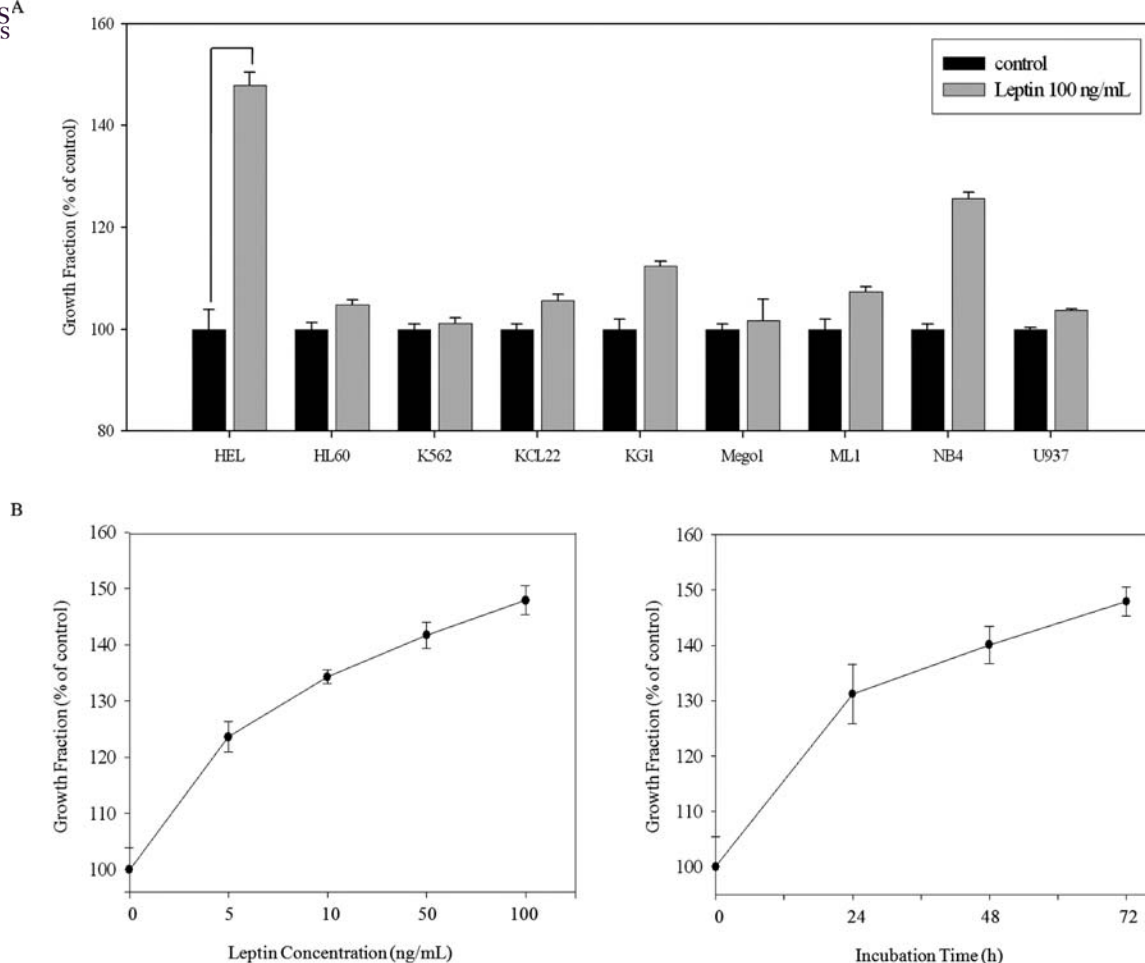 S
S
A
160
140
120
100
80
Growth Fraction (% of control)
control
Leptin 100 ng/mL
HEL HL60 K562 KCL22 KG1 Mego1 ML1 NB4 U937
B
160
150
140
130
120
110
100
Growth Fraction (% of control)
0 5 10 50 100
Leptin Concentration (ng/mL)
160
150
140
130
120
110
100
Growth Fraction (% of control)
0 24 48 72
Incubation Time (h)